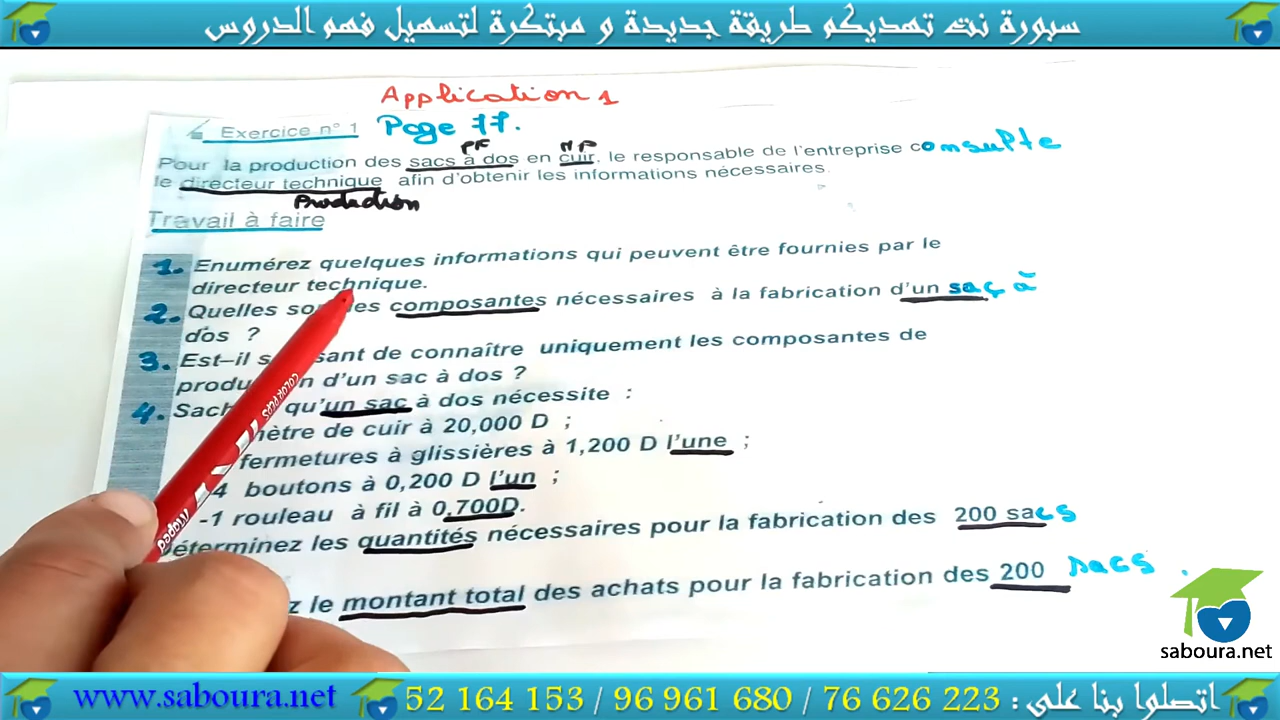 سبورة نت تهديكم طريقة جديدة و مبتكرة لتسهيل فهم الدروس
Application 1
Exercice n° 1 Page 77.
PF MP
Pour la production des sacs à dos en cuir, le responsable de l'entreprise consulte
le directeur technique afin d'obtenir les informations nécessaires.
Production
Travail à faire
1. Enumérez quelques informations qui peuvent être fournies par le
directeur technique.
2. Quelles les composantes nécessaires à la fabrication d'un sac à
dos ?
3. Est-il connaître uniquement les composantes de
d'un sac à dos ?
4. qu'un sac à dos nécessite :
de cuir à 20,000 D ;
fermetures à glissières à 1,200 D l'une ;
4 boutons à 0,200 D l'un ;
-1 rouleau à fil à 0,700D.
les quantités nécessaires pour la fabrication des 200 sacs
le montant total des achats pour la fabrication des 200 sacs.
saboura.net
www.saboura.net 52 164 153 / 96 961 680 / 76 626 223 : اتصلوا بنا على